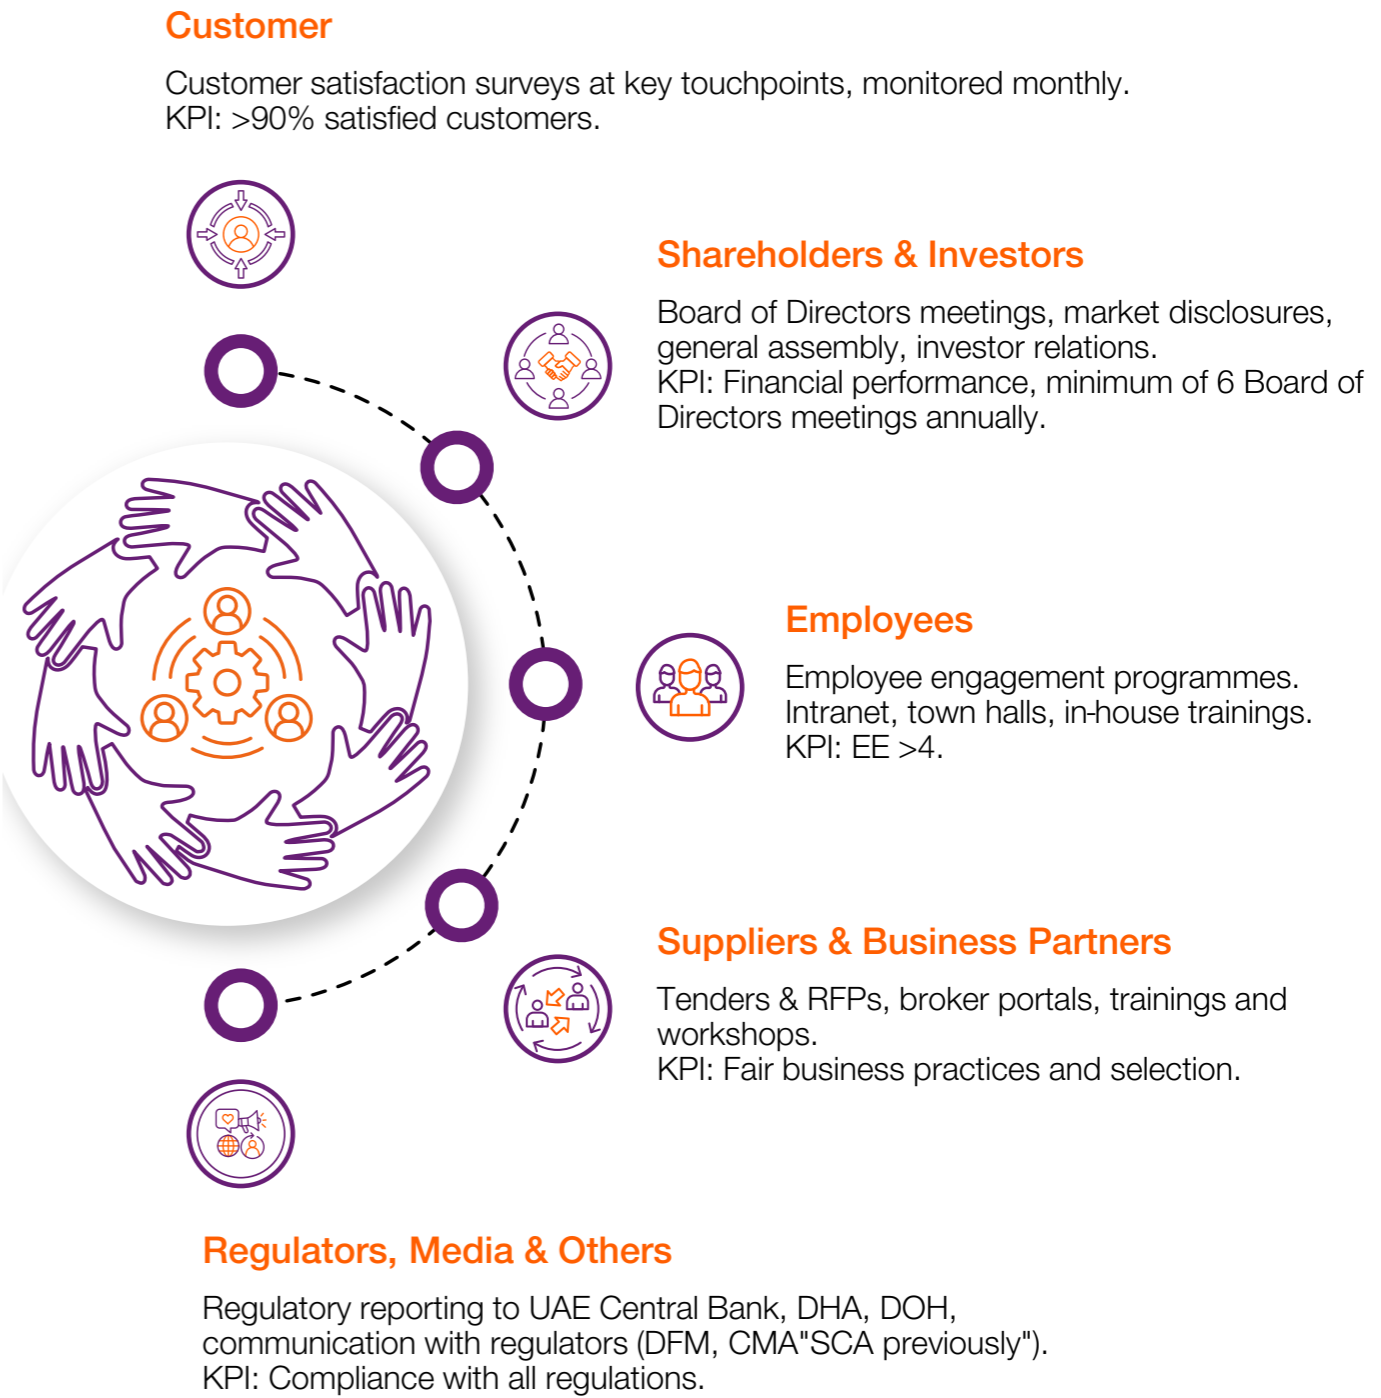 Customer
Customer satisfaction surveys at key touchpoints, monitored monthly.
KPI: >90% satisfied customers.
Shareholders & Investors
Board of Directors meetings, market disclosures,
general assembly, investor relations.
KPI: Financial performance, minimum of 6 Board of
Directors meetings annually.
Employees
Employee engagement programmes.
Intranet, town halls, in-house trainings.
KPI: EE >4.
Suppliers & Business Partners
Tenders & RFPs, broker portals, trainings and
workshops.
KPI: Fair business practices and selection.
Regulators, Media & Others
Regulatory reporting to UAE Central Bank, DHA, DOH,
communication with regulators (DFM, CMA"SCA previously").
KPI: Compliance with all regulations.